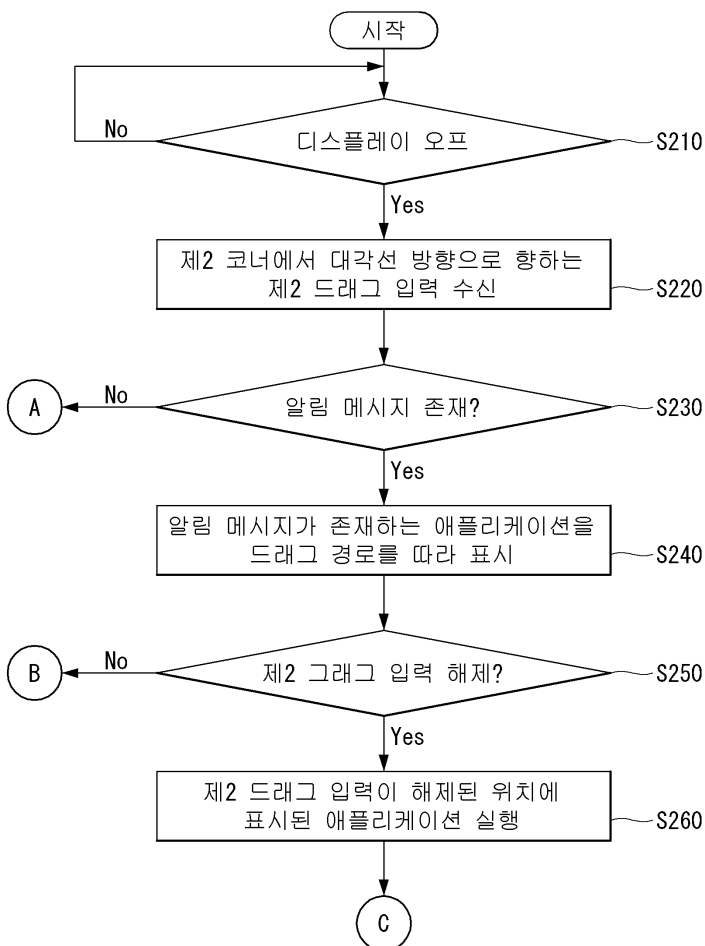 시작
No
디스플레이 오프
S210
Yes
제2 코너에서 대각선 방향으로 향하는
제2 드래그 입력 수신
S220
A
No
알림 메시지 존재?
S230
Yes
알림 메시지가 존재하는 애플리케이션을
드래그 경로를 따라 표시
S240
B
No
제2 그래그 입력 해제?
S250
Yes
제2 드래그 입력이 해제된 위치에
표시된 애플리케이션 실행
S260
C